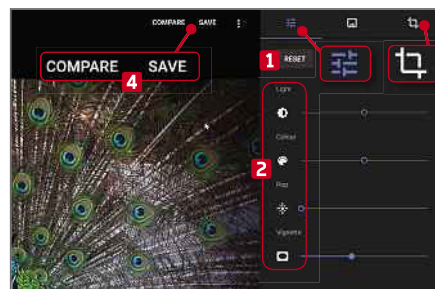 COMPARE SAVE
COMPARE SAVE
4
1
RESET
2
Light
Colour
Pop
Vignette